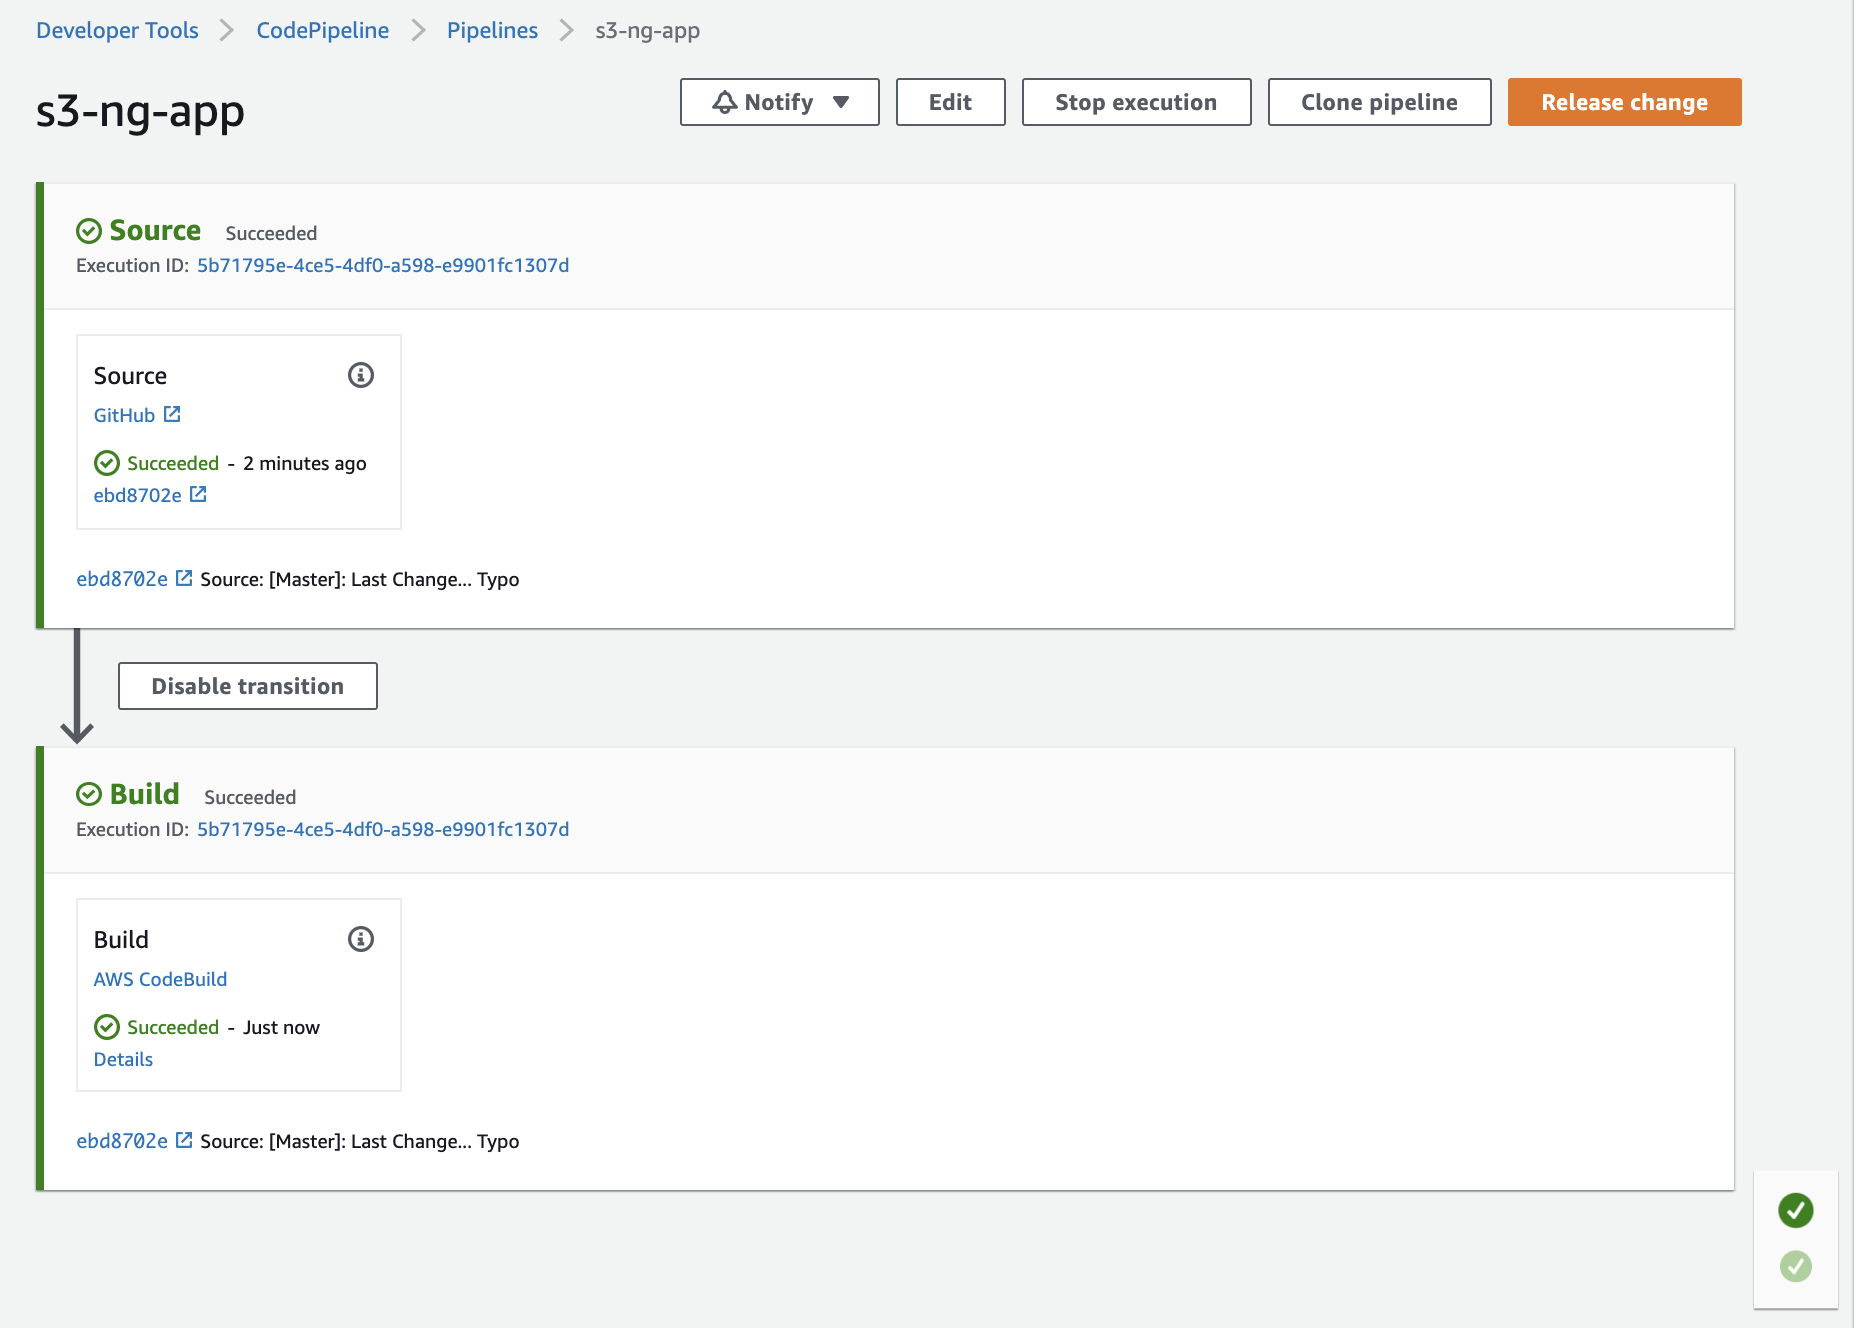 Developer Tools > CodePipeline > Pipelines > s3-ng-app
s3-ng-app
Notify
Edit
Stop execution
Clone pipeline
Release change
Source Succeeded
Execution ID: 5b71795e-4ce5-4df0-a598-e9901fc1307d
Source
GitHub
Succeeded - 2 minutes ago
ebd8702e
ebd8702e Source: [Master]: Last Change... Typo
Disable transition
Build Succeeded
Execution ID: 5b71795e-4ce5-4df0-a598-e9901fc1307d
Build
AWS CodeBuild
Succeeded - Just now
Details
ebd8702e Source: [Master]: Last Change... Typo